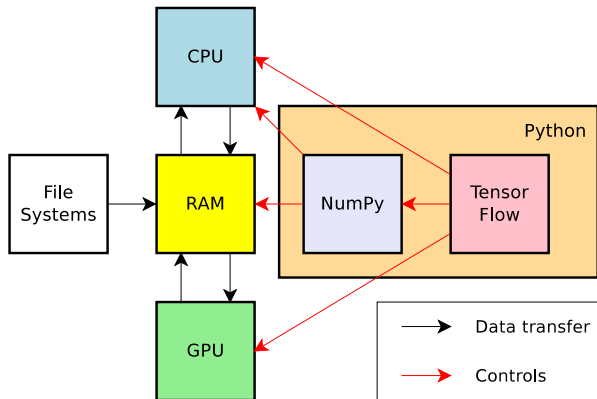 CPU
Python
File
Systems
RAM
NumPy
Tensor
Flow
GPU
Data transfer
Controls